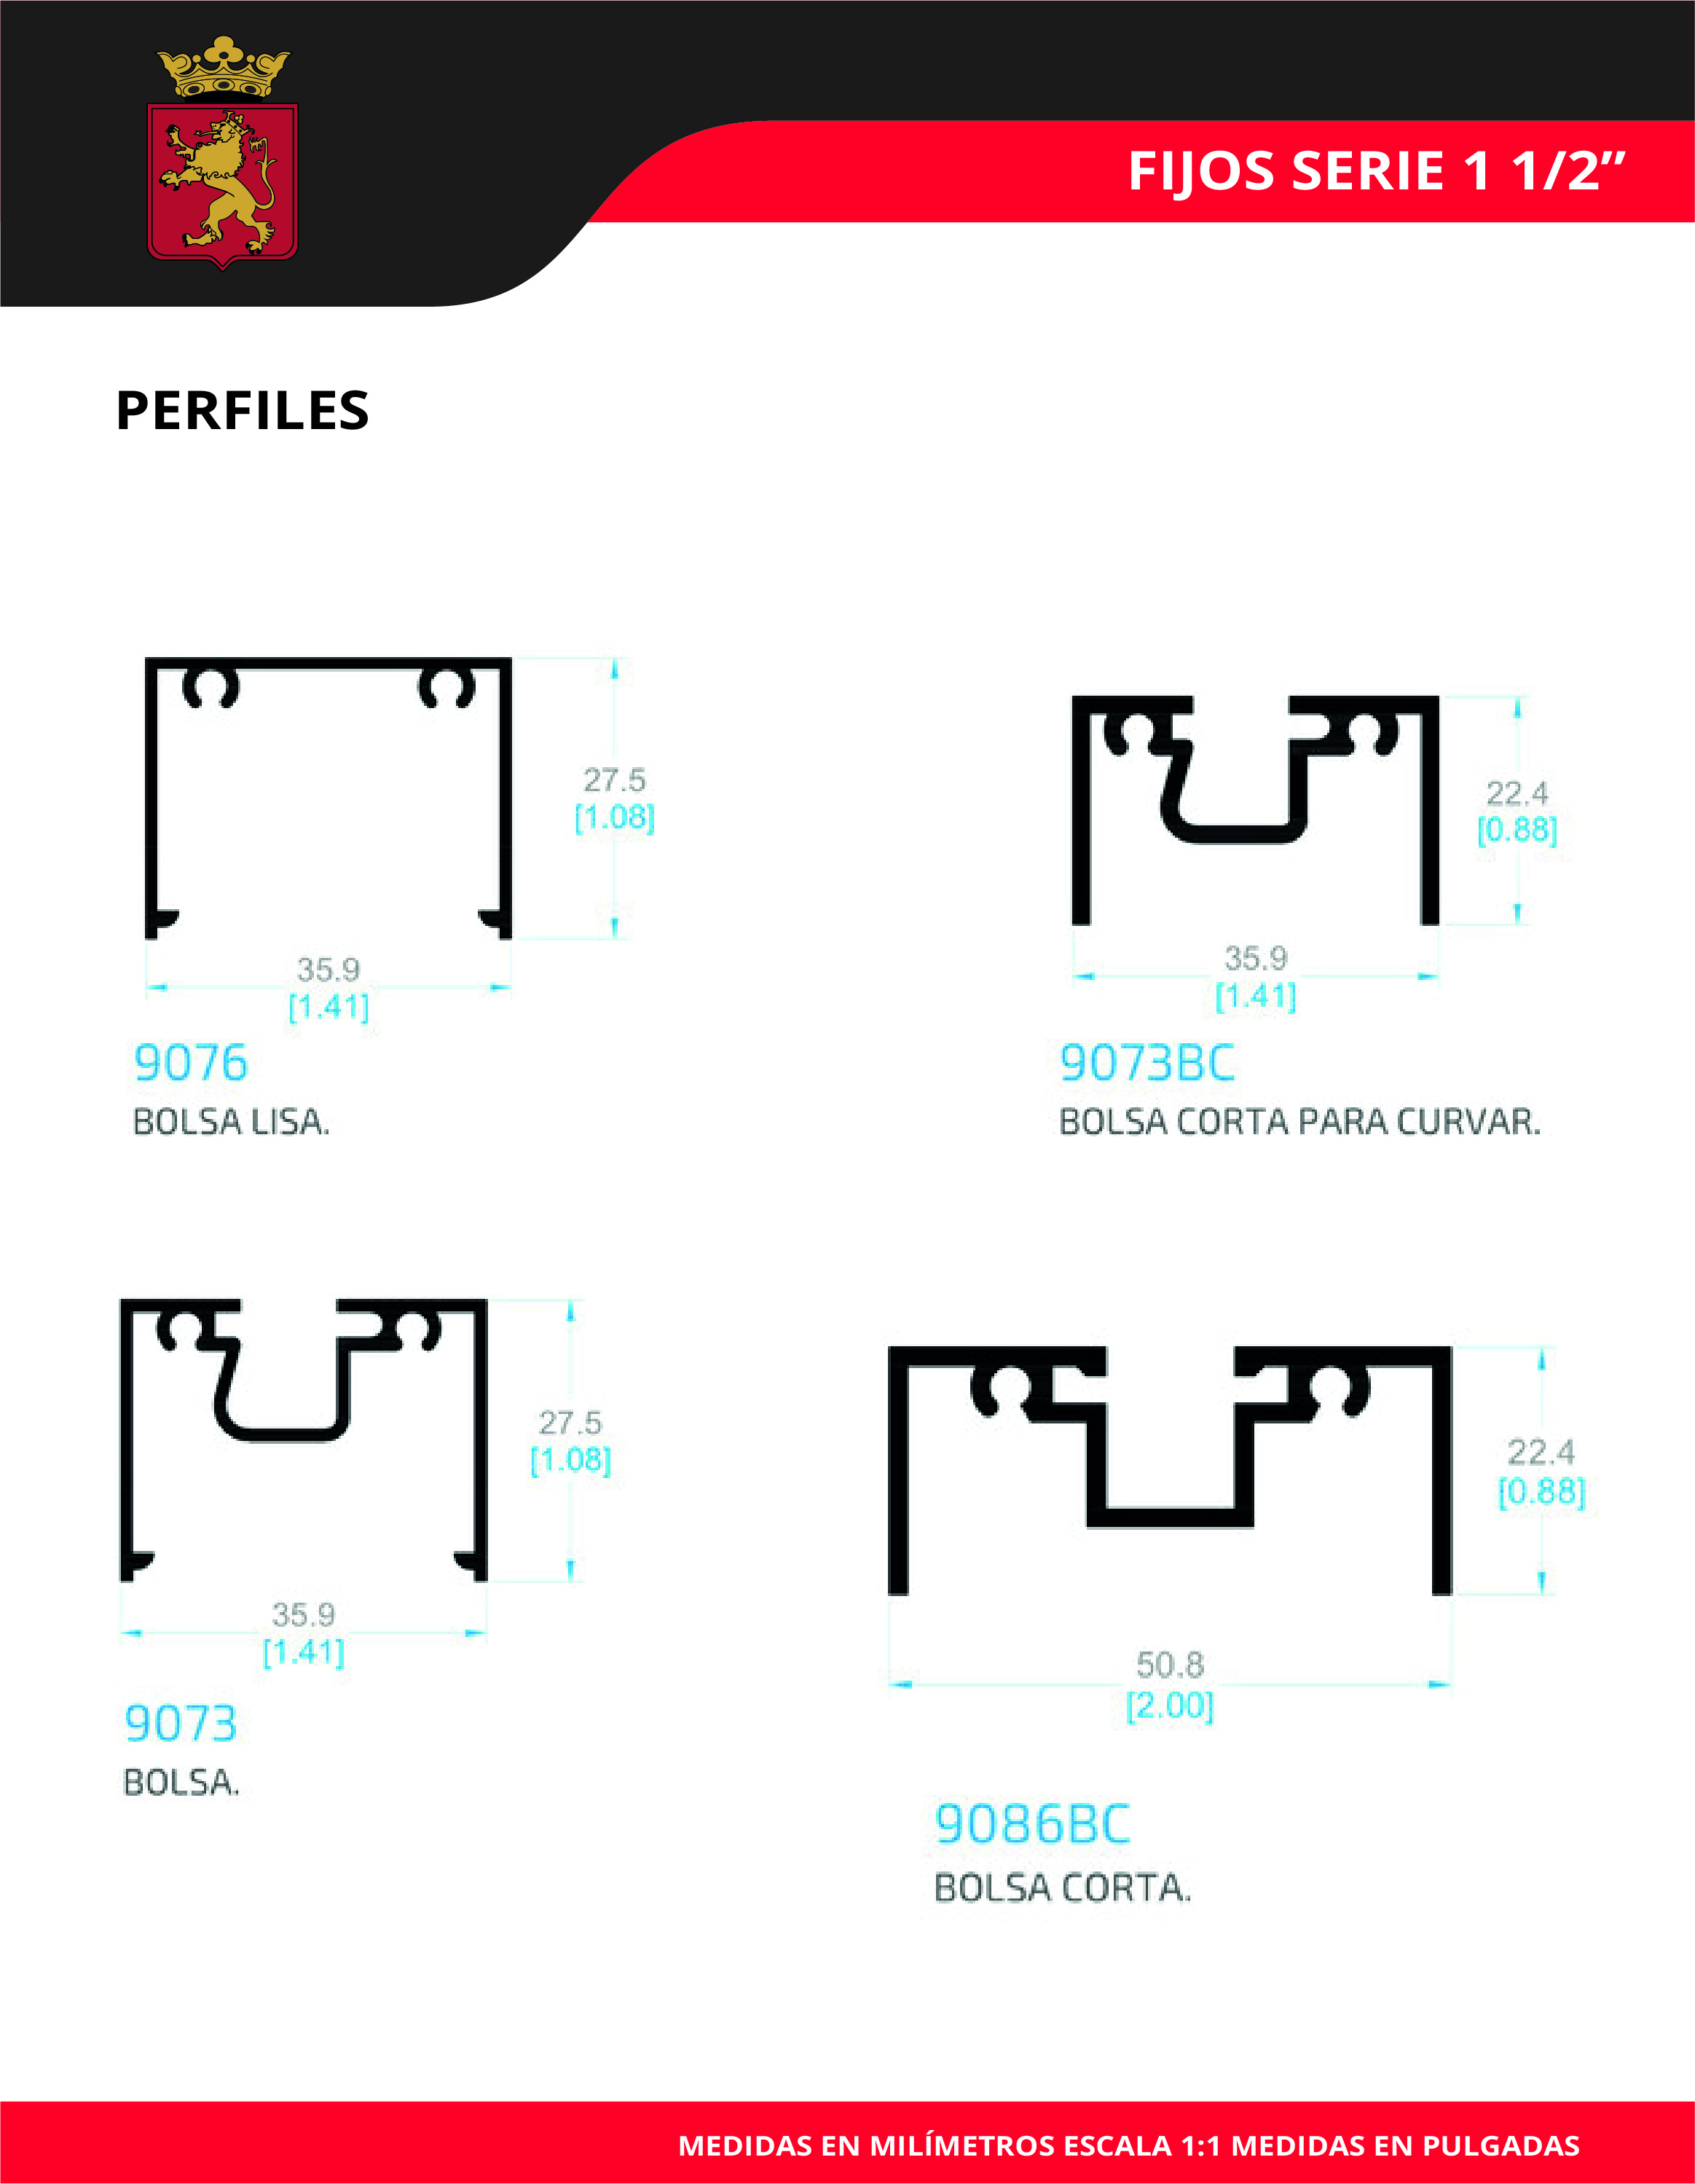 FIJOS SERIE 1 1/2”
PERFILES
27.5
[1.08]
35.9
[1.41]
9076
BOLSA LISA.
22.4
[0.88]
35.9
[1.41]
9073BC
BOLSA CORTA PARA CURVAR.
27.5
[1.08]
35.9
[1.41]
9073
BOLSA.
22.4
[0.88]
50.8
[2.00]
9086BC
BOLSA CORTA.
MEDIDAS EN MILÍMETROS ESCALA 1:1 MEDIDAS EN PULGADAS